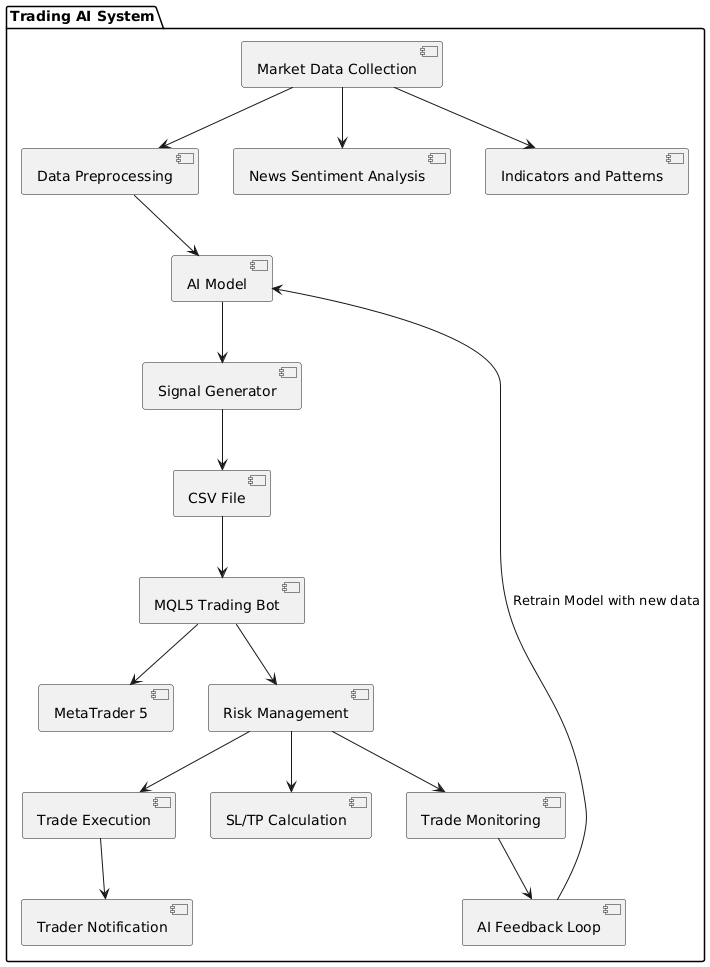 Trading AI System
Market Data Collection
Data Preprocessing
News Sentiment Analysis
Indicators and Patterns
AI Model
Signal Generator
CSV File
MQL5 Trading Bot
Retrain Model with new data
MetaTrader 5
Risk Management
Trade Execution
SL/TP Calculation
Trade Monitoring
Trader Notification
AI Feedback Loop